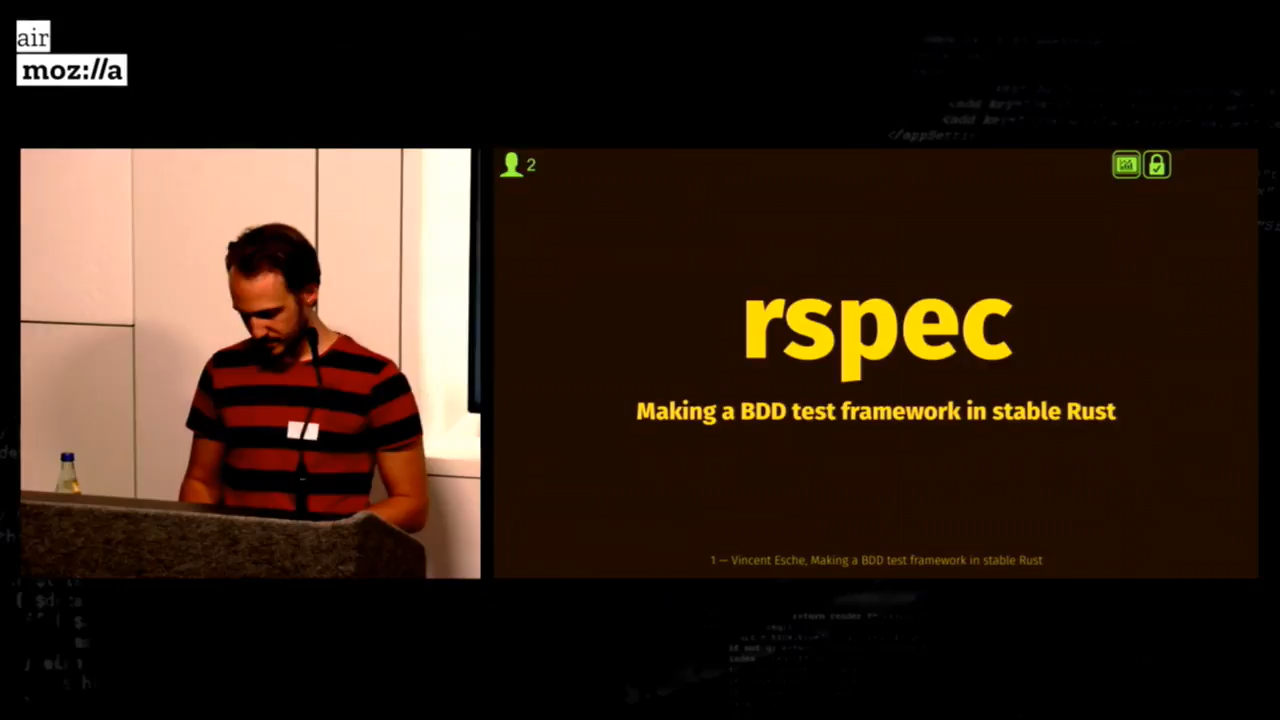 air
moz://a
2
rspec
Making a BDD test framework in stable Rust
1 — Vincent Esche, Making a BDD test framework in stable Rust
</appSetti